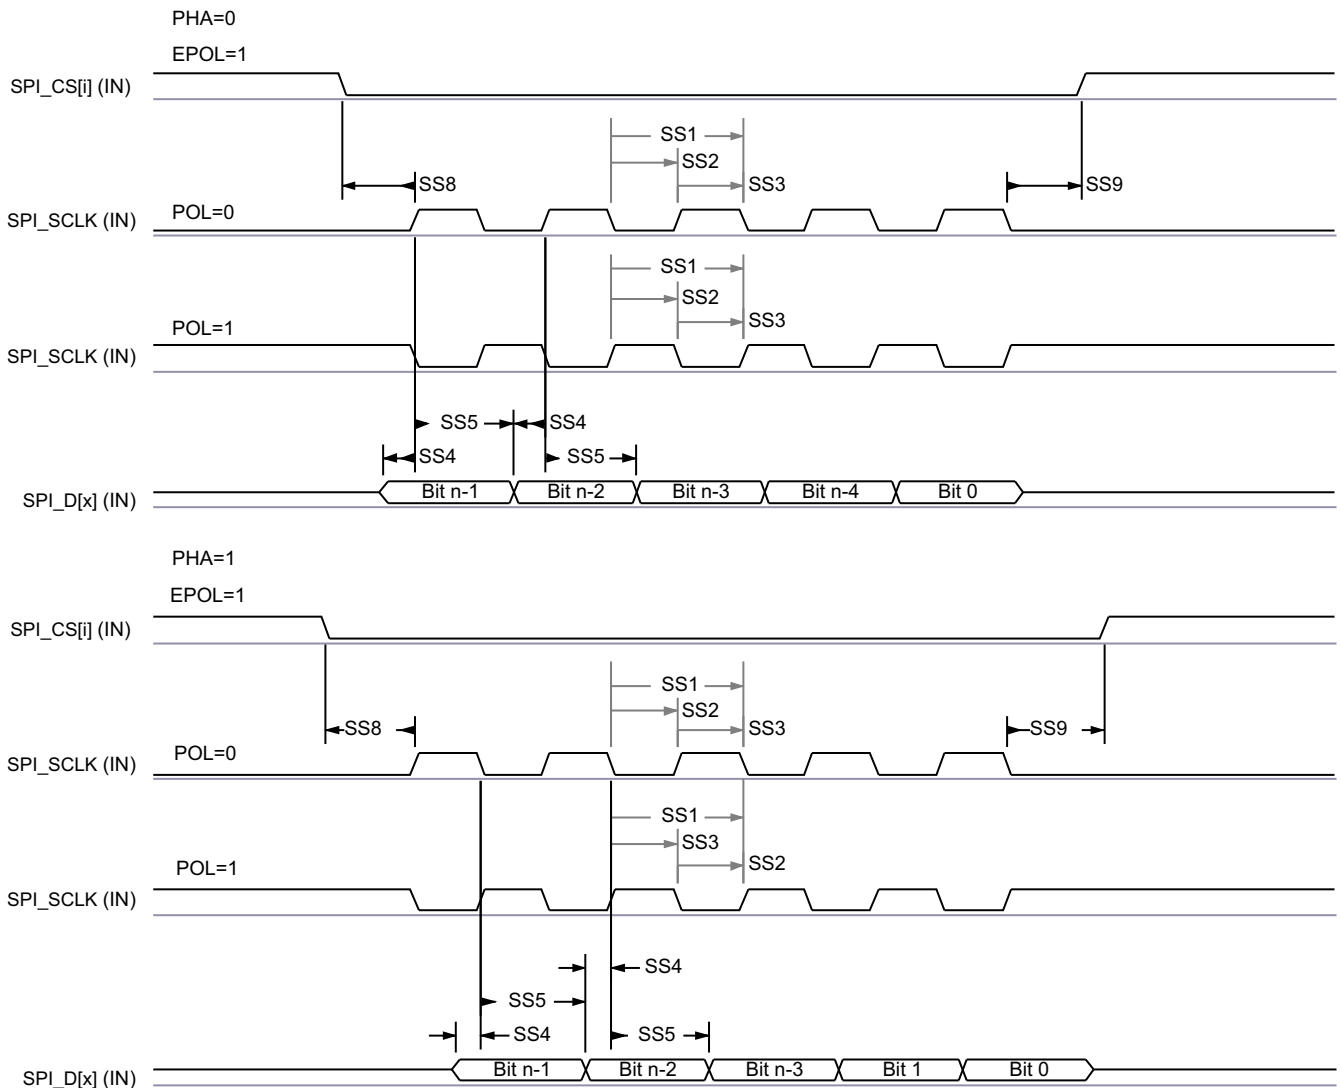 PHA=0
EPOL=1
SPI_CS[i] (IN)
SS1
SS2
SS8
SS3
SS9
POL=0
SPI_SCLK (IN)
SS1
SS2
SS3
POL=1
SPI_SCLK (IN)
SS5
SS4
SS4
SS5
SPI_D[x] (IN)
Bit n-1
Bit n-2
Bit n-3
Bit n-4
Bit 0
PHA=1
EPOL=1
SPI_CS[i] (IN)
SS1
SS2
SS8
SS3
SS9
POL=0
SPI_SCLK (IN)
SS1
SS3
SS2
POL=1
SPI_SCLK (IN)
SS4
SS5
SS4
SS5
SPI_D[x] (IN)
Bit n-1
Bit n-2
Bit n-3
Bit 1
Bit 0